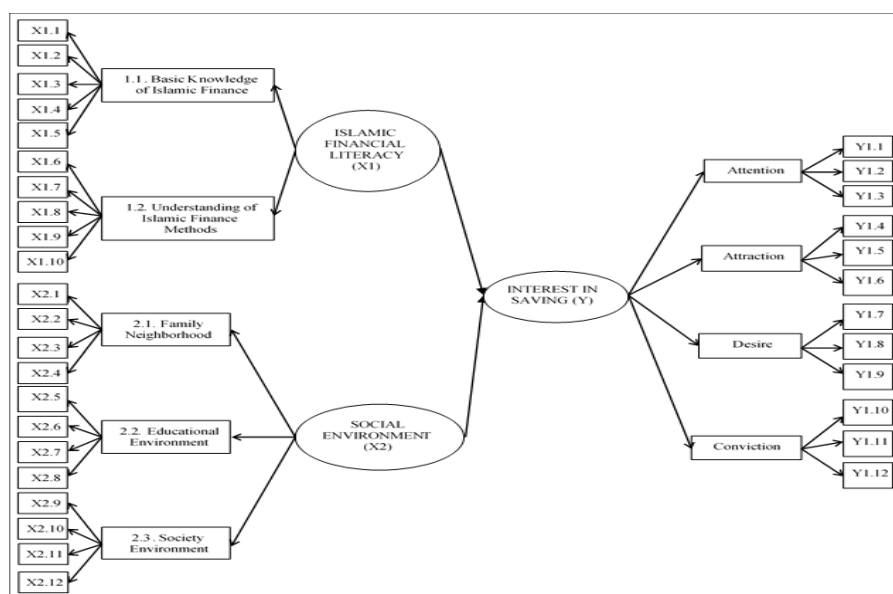 X1.1
X1.2
X1.3
X1.4
X1.5
1.1. Basic Knowledge
of Islamic Finance
X1.6
X1.7
X1.8
X1.9
X1.10
1.2. Understanding of
Islamic Finance
Methods
ISLAMIC
FINANCIAL
LITERACY
(X1)
X2.1
X2.2
X2.3
X2.4
2.1. Family
Neighborhood
X2.5
X2.6
X2.7
X2.8
2.2. Educational
Environment
X2.9
X2.10
X2.11
X2.12
2.3. Society
Environment
SOCIAL
ENVIRONMENT
(X2)
INTEREST IN
SAVING (Y)
Attention
Y1.1
Y1.2
Y1.3
Attraction
Y1.4
Y1.5
Y1.6
Desire
Y1.7
Y1.8
Y1.9
Conviction
Y1.10
Y1.11
Y1.12